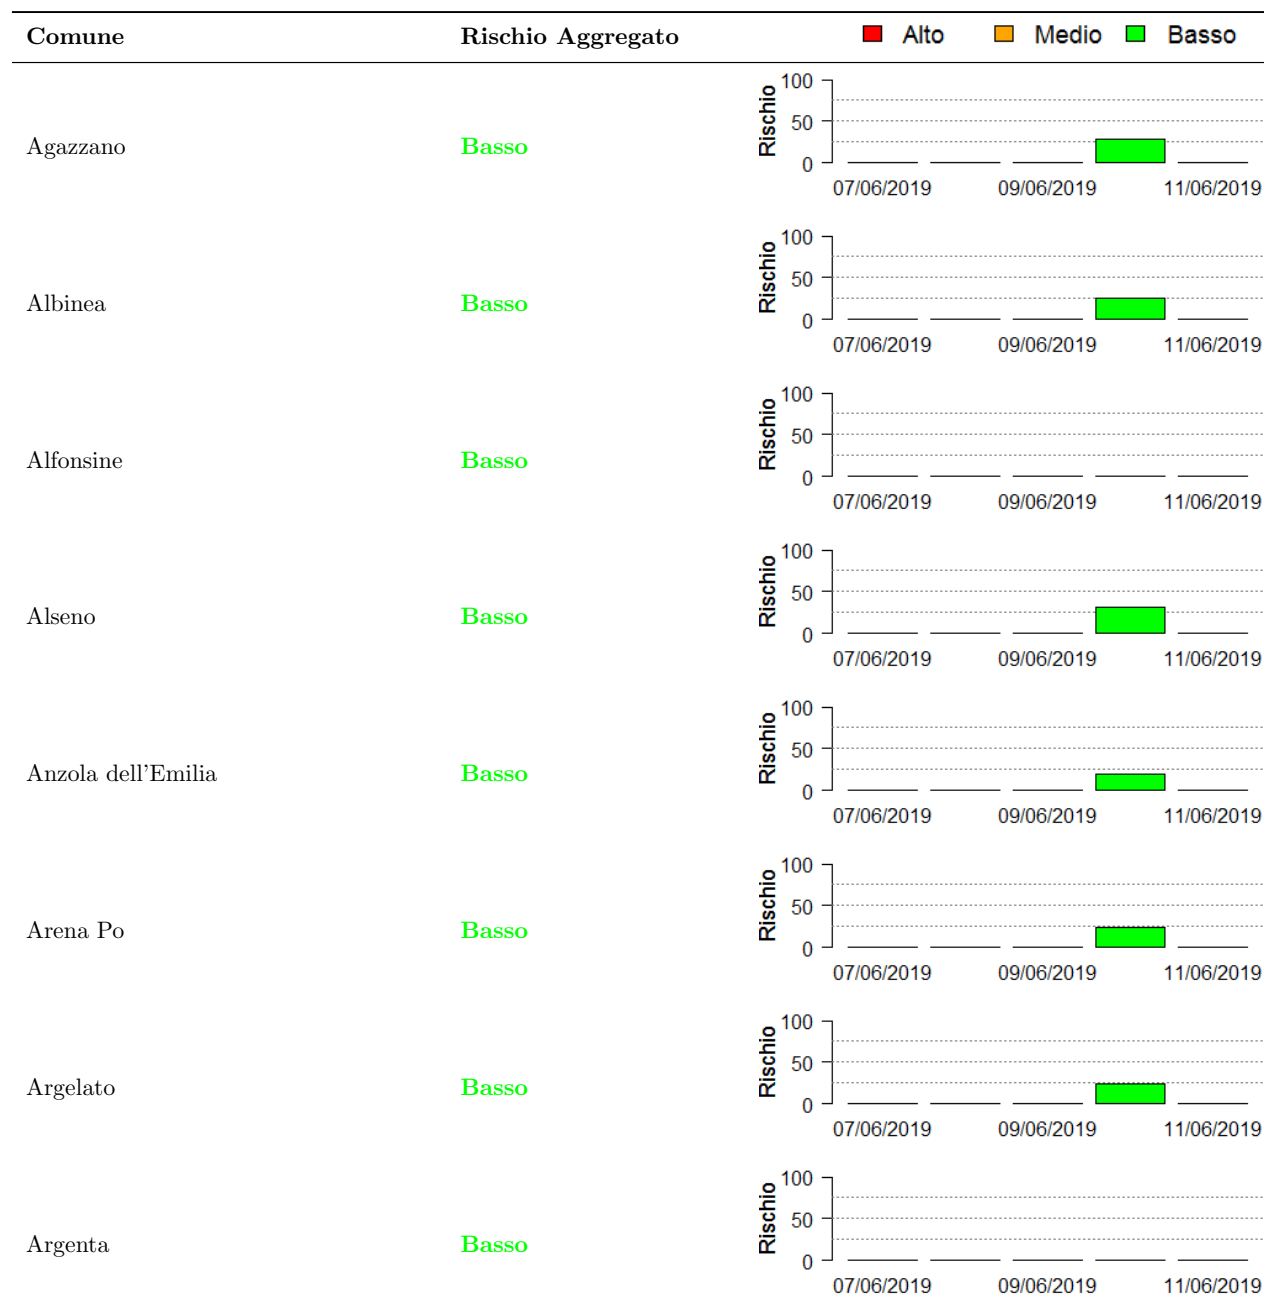 Comune Rischio Aggregato Alto Medio Basso
Agazzano Basso Rischio 100 50 0
07/06/2019 09/06/2019 11/06/2019
Albinea Basso Rischio 100 50 0
07/06/2019 09/06/2019 11/06/2019
Alfonsine Basso Rischio 100 50 0
07/06/2019 09/06/2019 11/06/2019
Alseno Basso Rischio 100 50 0
07/06/2019 09/06/2019 11/06/2019
Anzola dell'Emilia Basso Rischio 100 50 0
07/06/2019 09/06/2019 11/06/2019
Arena Po Basso Rischio 100 50 0
07/06/2019 09/06/2019 11/06/2019
Argelato Basso Rischio 100 50 0
07/06/2019 09/06/2019 11/06/2019
Argenta Basso Rischio 100 50 0
07/06/2019 09/06/2019 11/06/2019